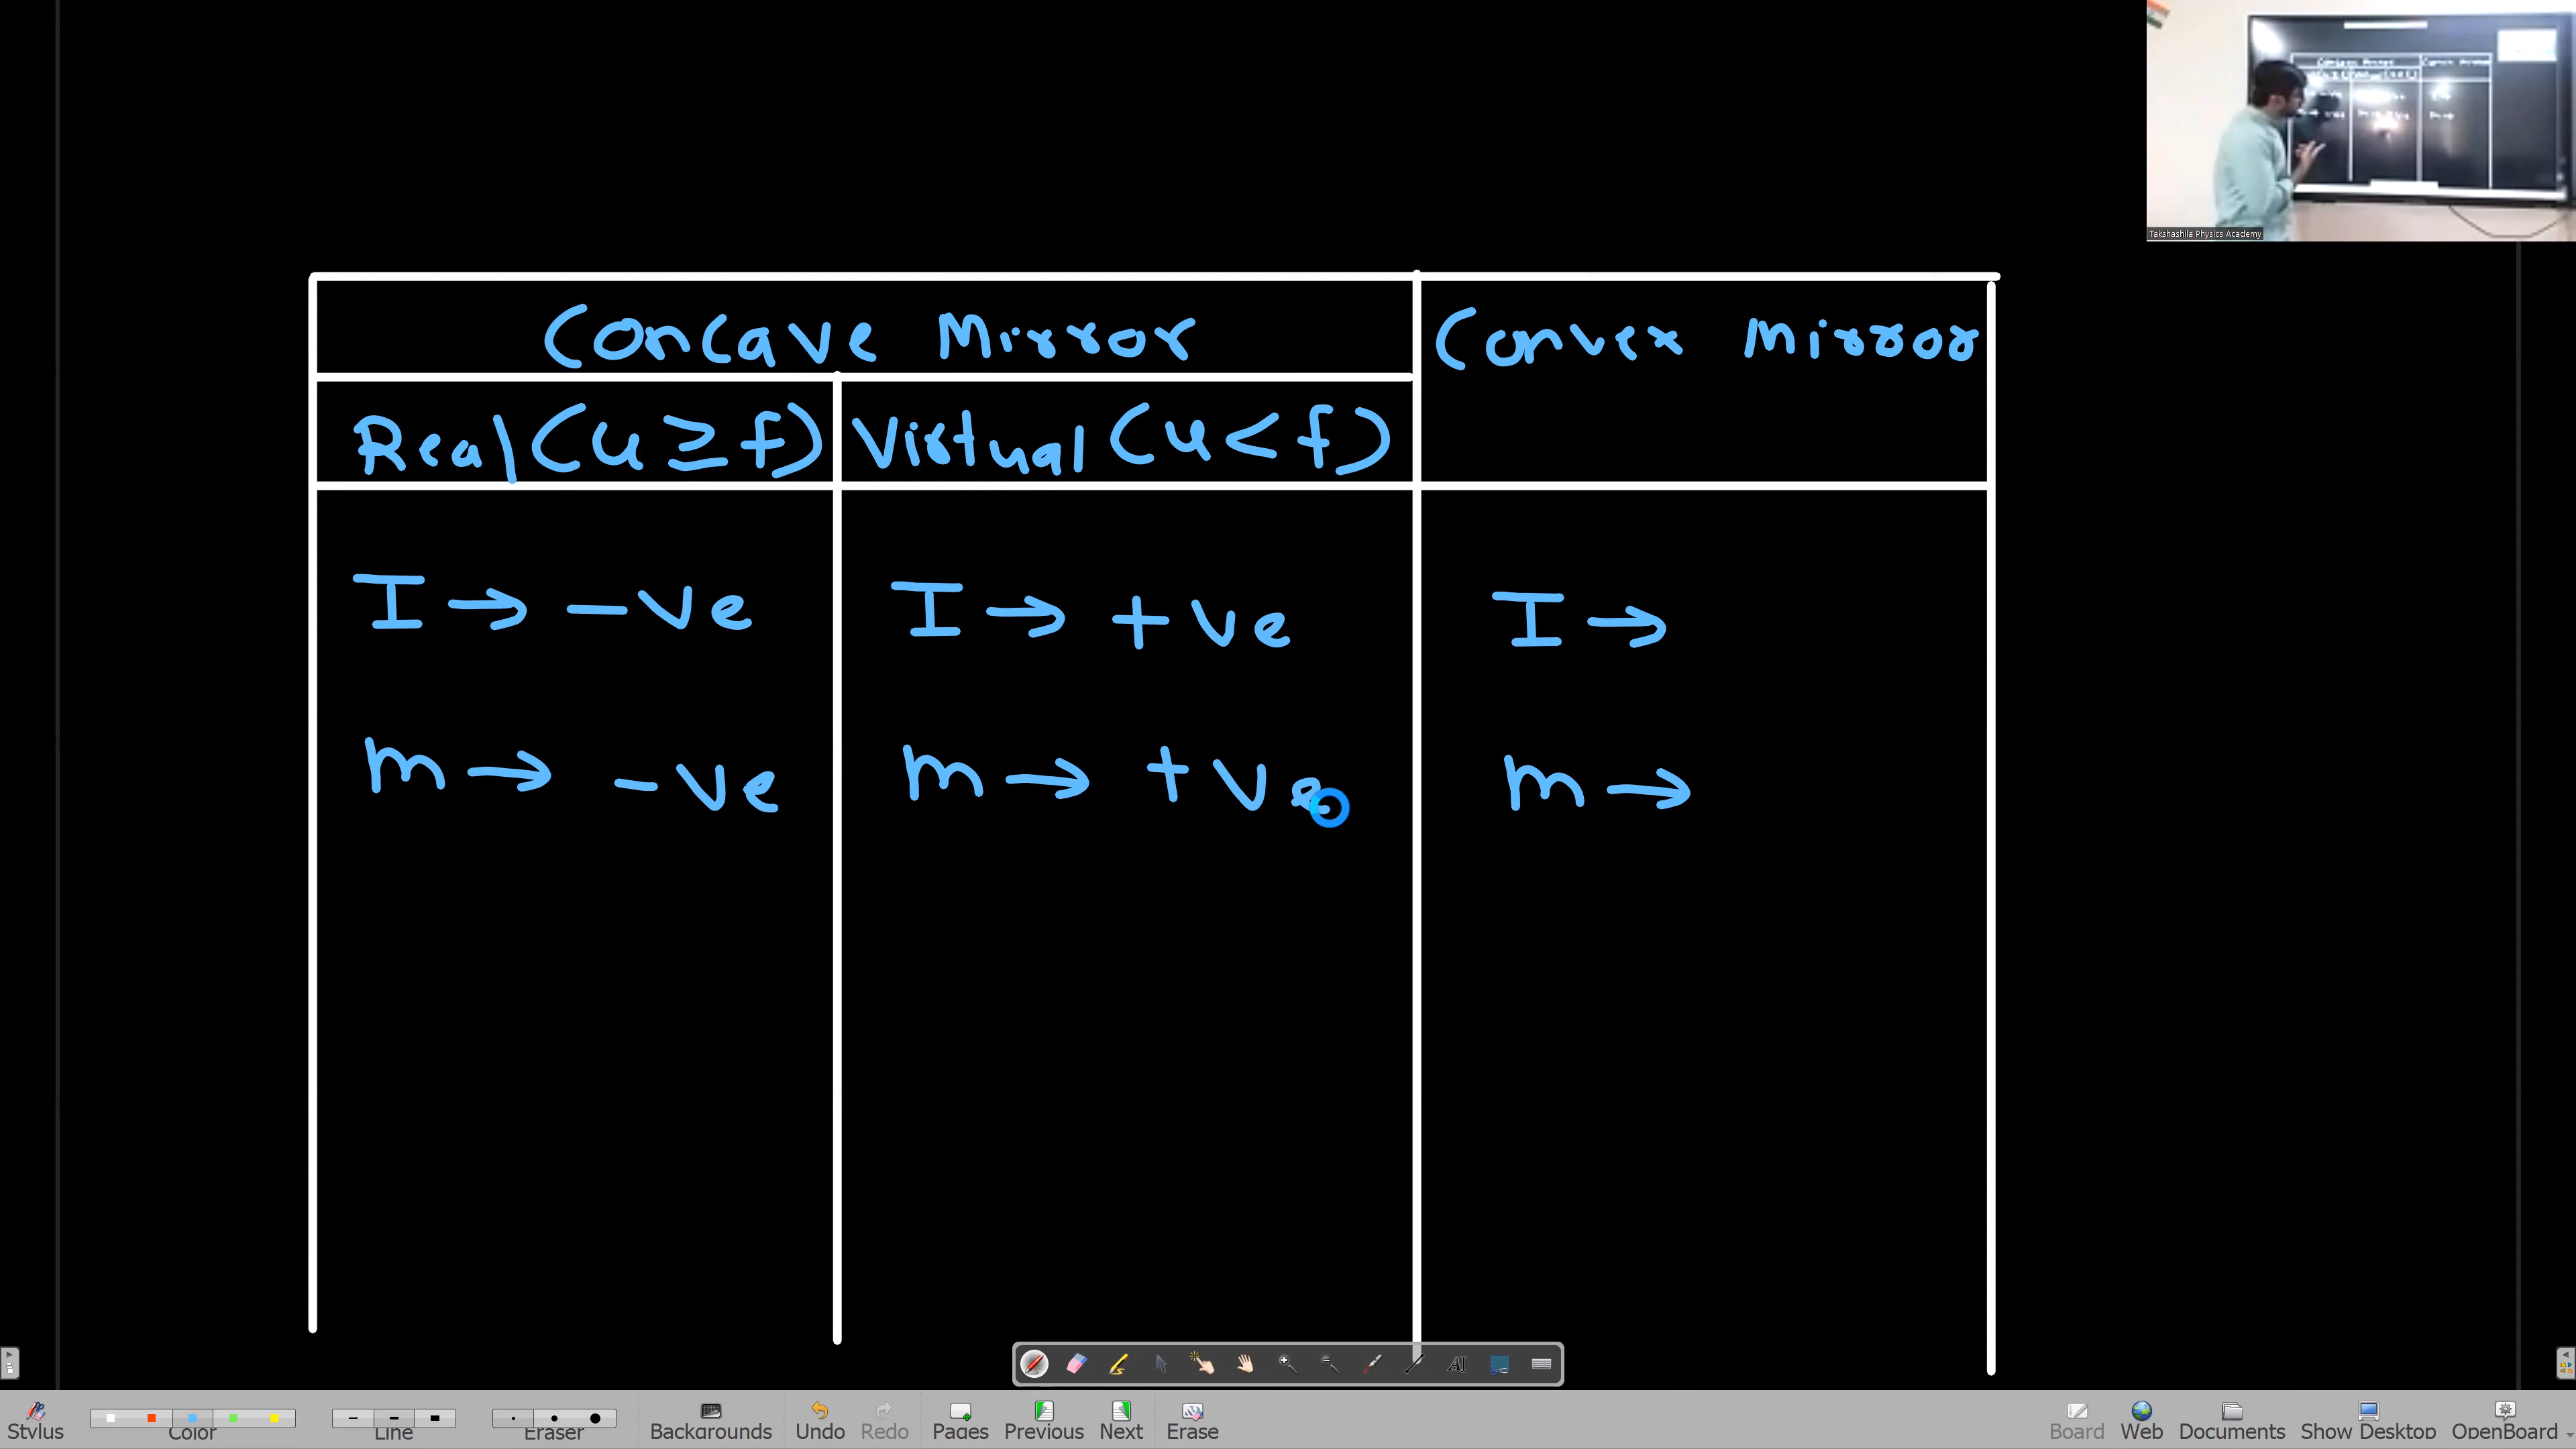 Takshashila Physics Academy
Concave Mirror Convex Mirror
Real (u ≥ f) Virtual (u < f)
I → -ve I → +ve I →
m → -ve m → +ve m →
Stylus Color Line Eraser Backgrounds Undo Redo Pages Previous Next Erase Board Web Documents Show Desktop OpenBoard